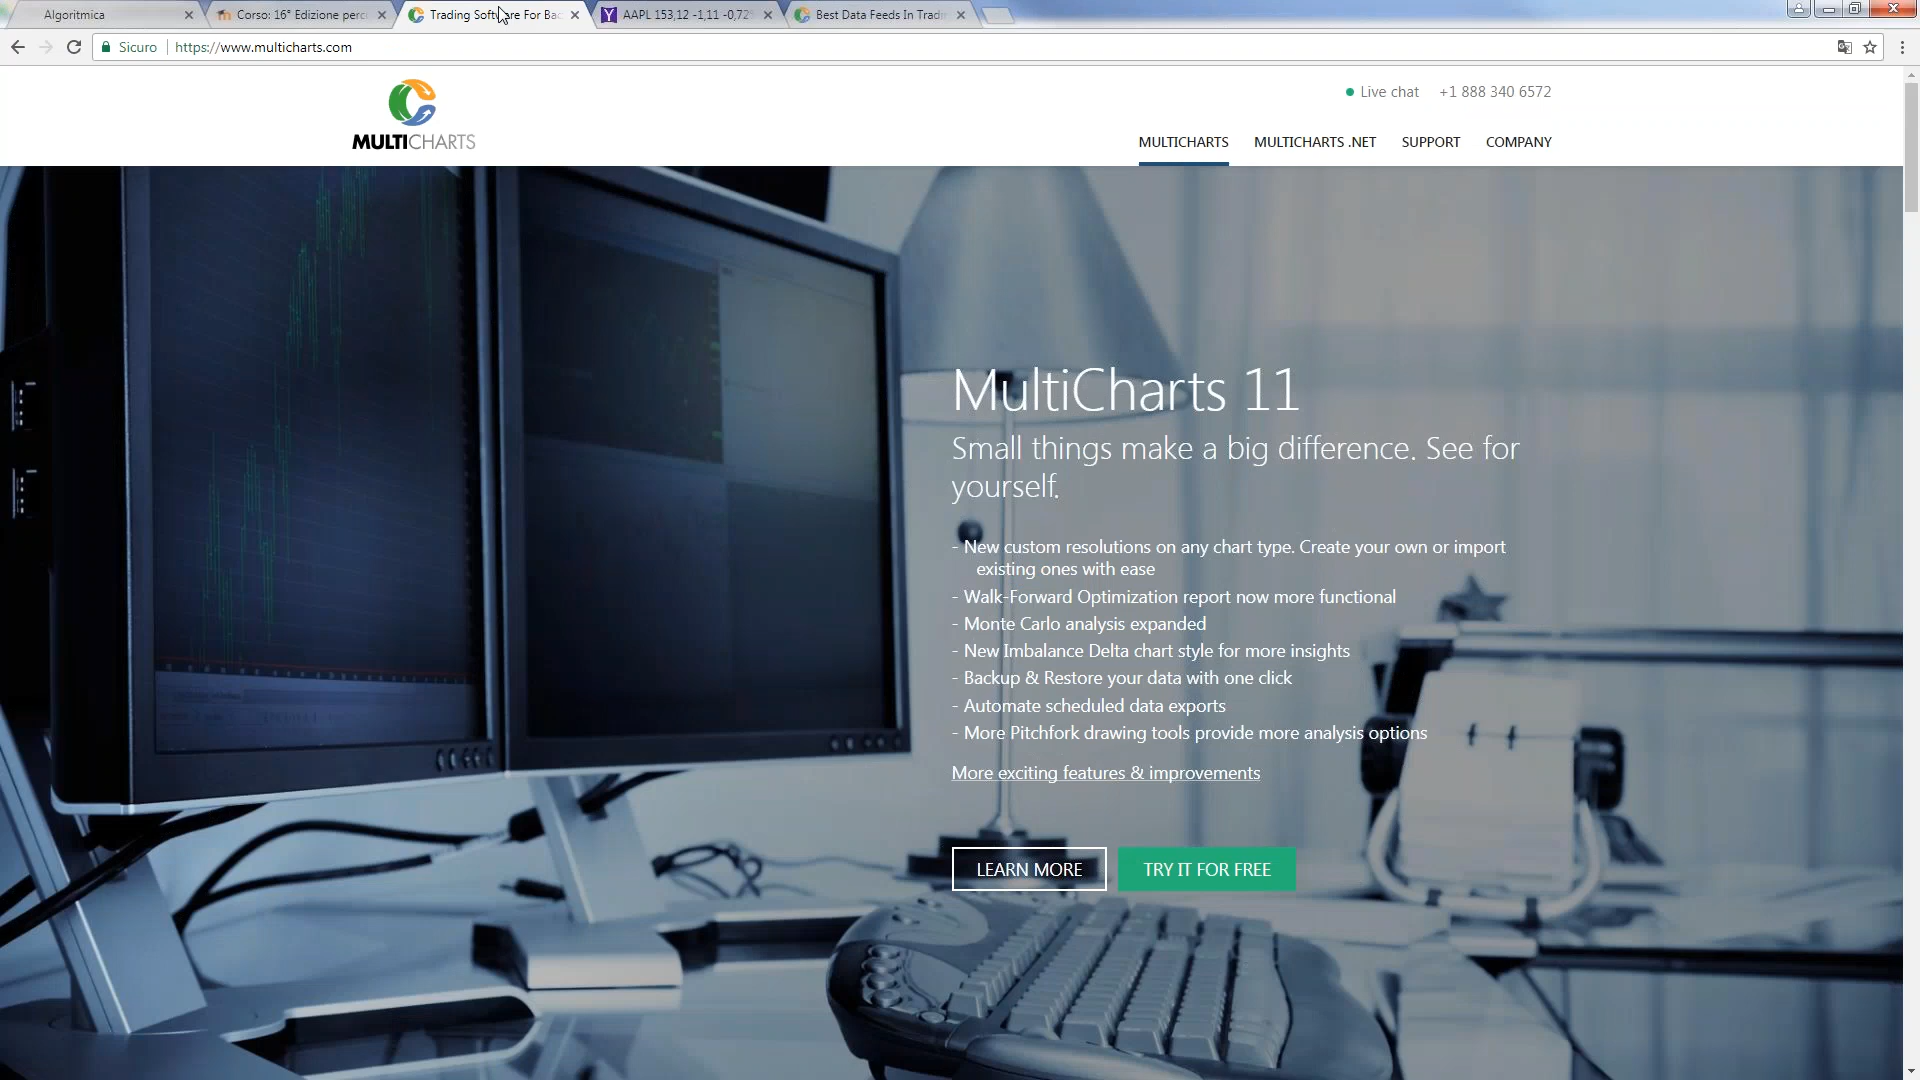 Algoritmica
Corso: 16° Edizione perc
Trading Software For Bac
AAPL 153,12 -1,11 -0,72%
Best Data Feeds In Tradin
Sicuro
https://www.multicharts.com
Live chat
+1 888 340 6572
MULTICHARTS
MULTICHARTS
MULTICHARTS .NET
SUPPORT
COMPANY
MultiCharts 11
Small things make a big difference. See for
yourself.
- New custom resolutions on any chart type. Create your own or import
existing ones with ease
- Walk-Forward Optimization report now more functional
- Monte Carlo analysis expanded
- New Imbalance Delta chart style for more insights
- Backup & Restore your data with one click
- Automate scheduled data exports
- More Pitchfork drawing tools provide more analysis options
More exciting features & improvements
LEARN MORE
TRY IT FOR FREE